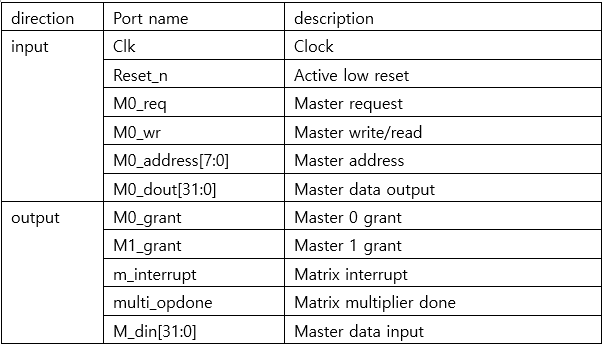 direction Port name description
input Clk Clock
Reset_n Active low reset
M0_req Master request
M0_wr Master write/read
M0_address[7:0] Master address
M0_dout[31:0] Master data output
output M0_grant Master 0 grant
M1_grant Master 1 grant
m_interrupt Matrix interrupt
multi_opdone Matrix multiplier done
M_din[31:0] Master data input